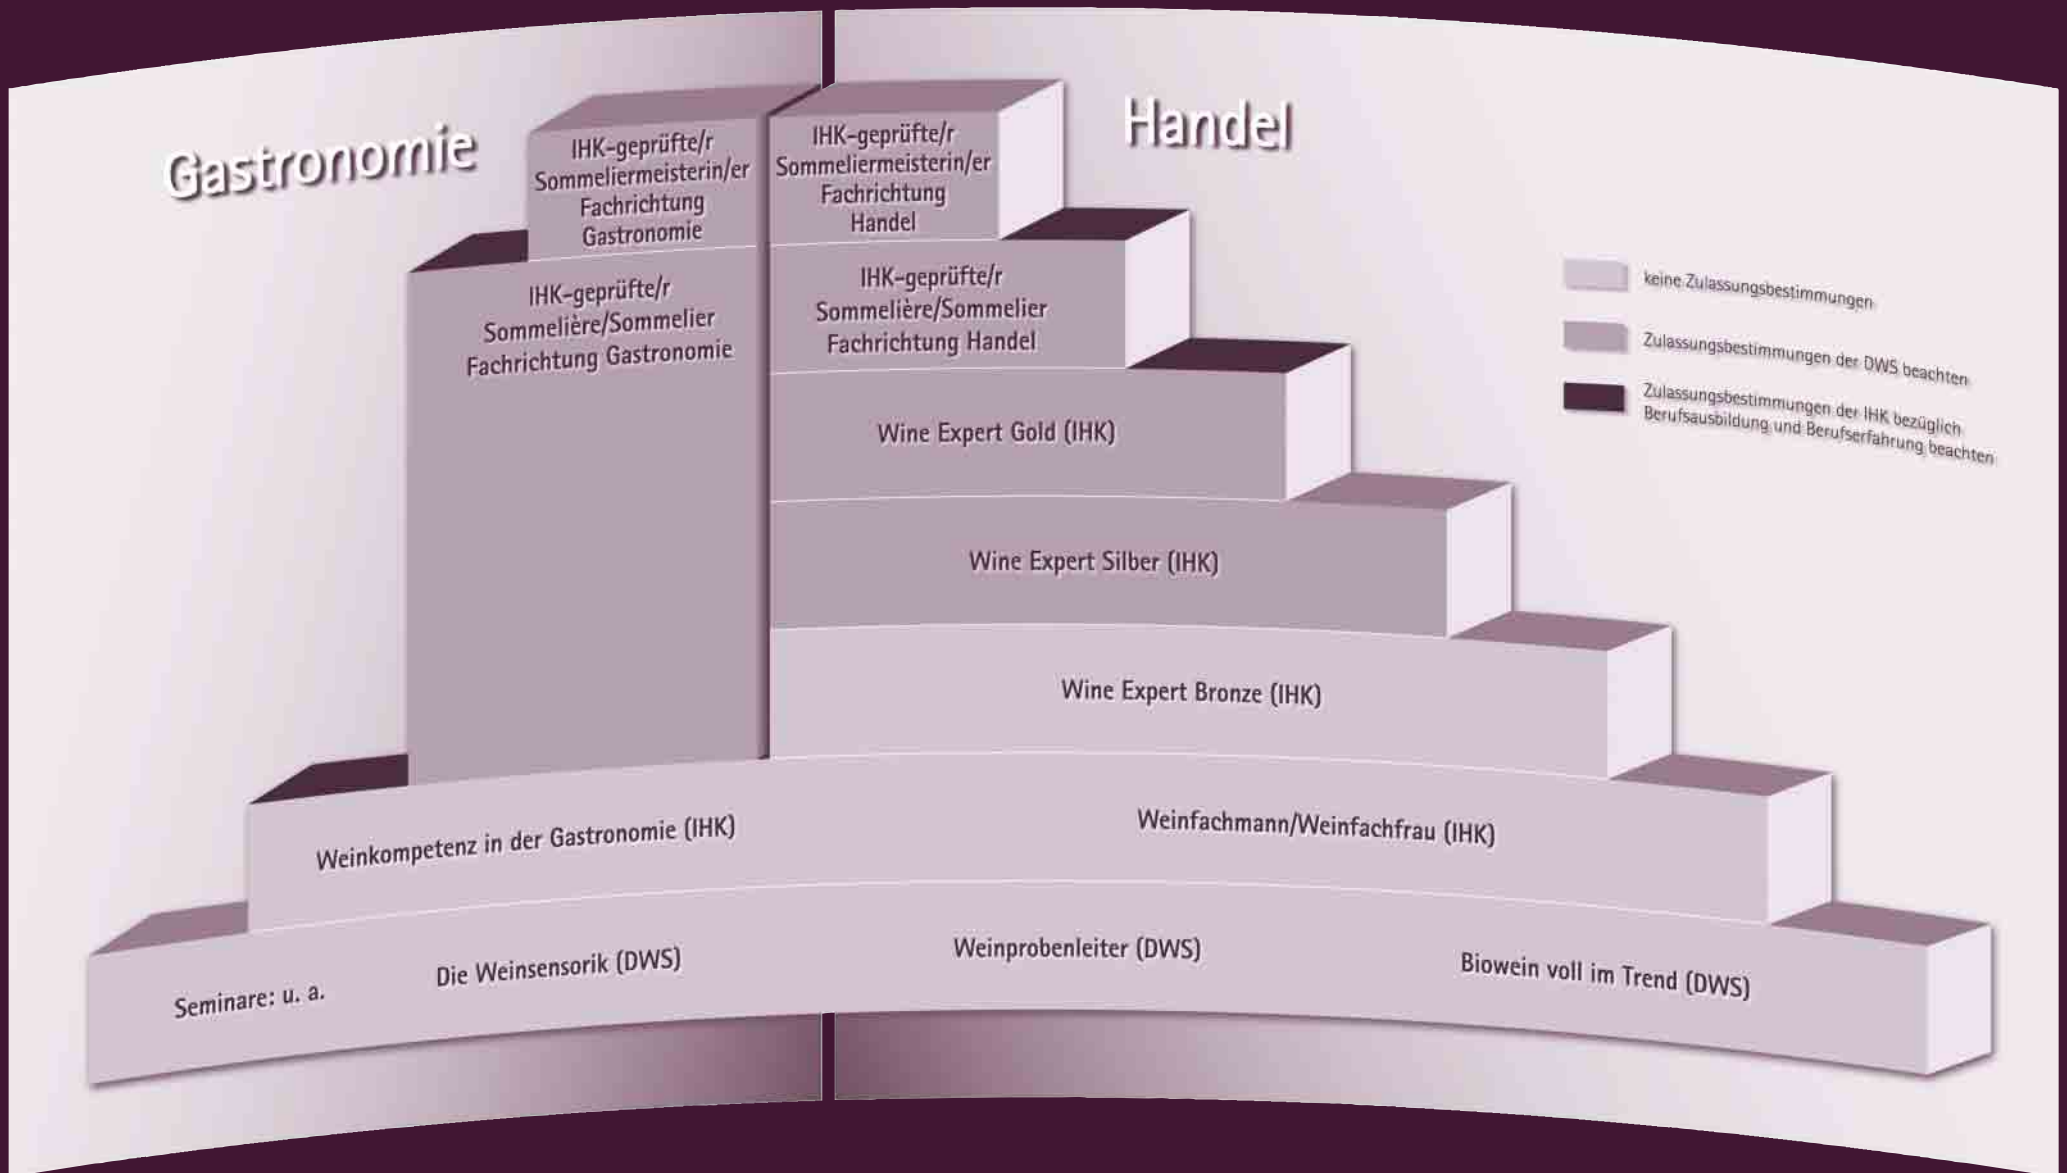 Gastronomie
Handel
IHK-geprüfte/r
Sommeliermeisterin/er
Fachrichtung
Gastronomie
IHK-geprüfte/r
Sommeliermeisterin/er
Fachrichtung
Handel
IHK-geprüfte/r
Sommelière/Sommelier
Fachrichtung Gastronomie
IHK-geprüfte/r
Sommelière/Sommelier
Fachrichtung Handel
keine Zulassungsbestimmungen
Zulassungsbestimmungen der DWS beachten
Zulassungsbestimmungen der IHK bezüglich
Berufsausbildung und Berufserfahrung beachten
Wine Expert Gold (IHK)
Wine Expert Silber (IHK)
Wine Expert Bronze (IHK)
Weinkompetenz in der Gastronomie (IHK)
Weinfachmann/Weinfachfrau (IHK)
Seminare: u. a.
Die Weinsensorik (DWS)
Weinprobenleiter (DWS)
Biowein voll im Trend (DWS)